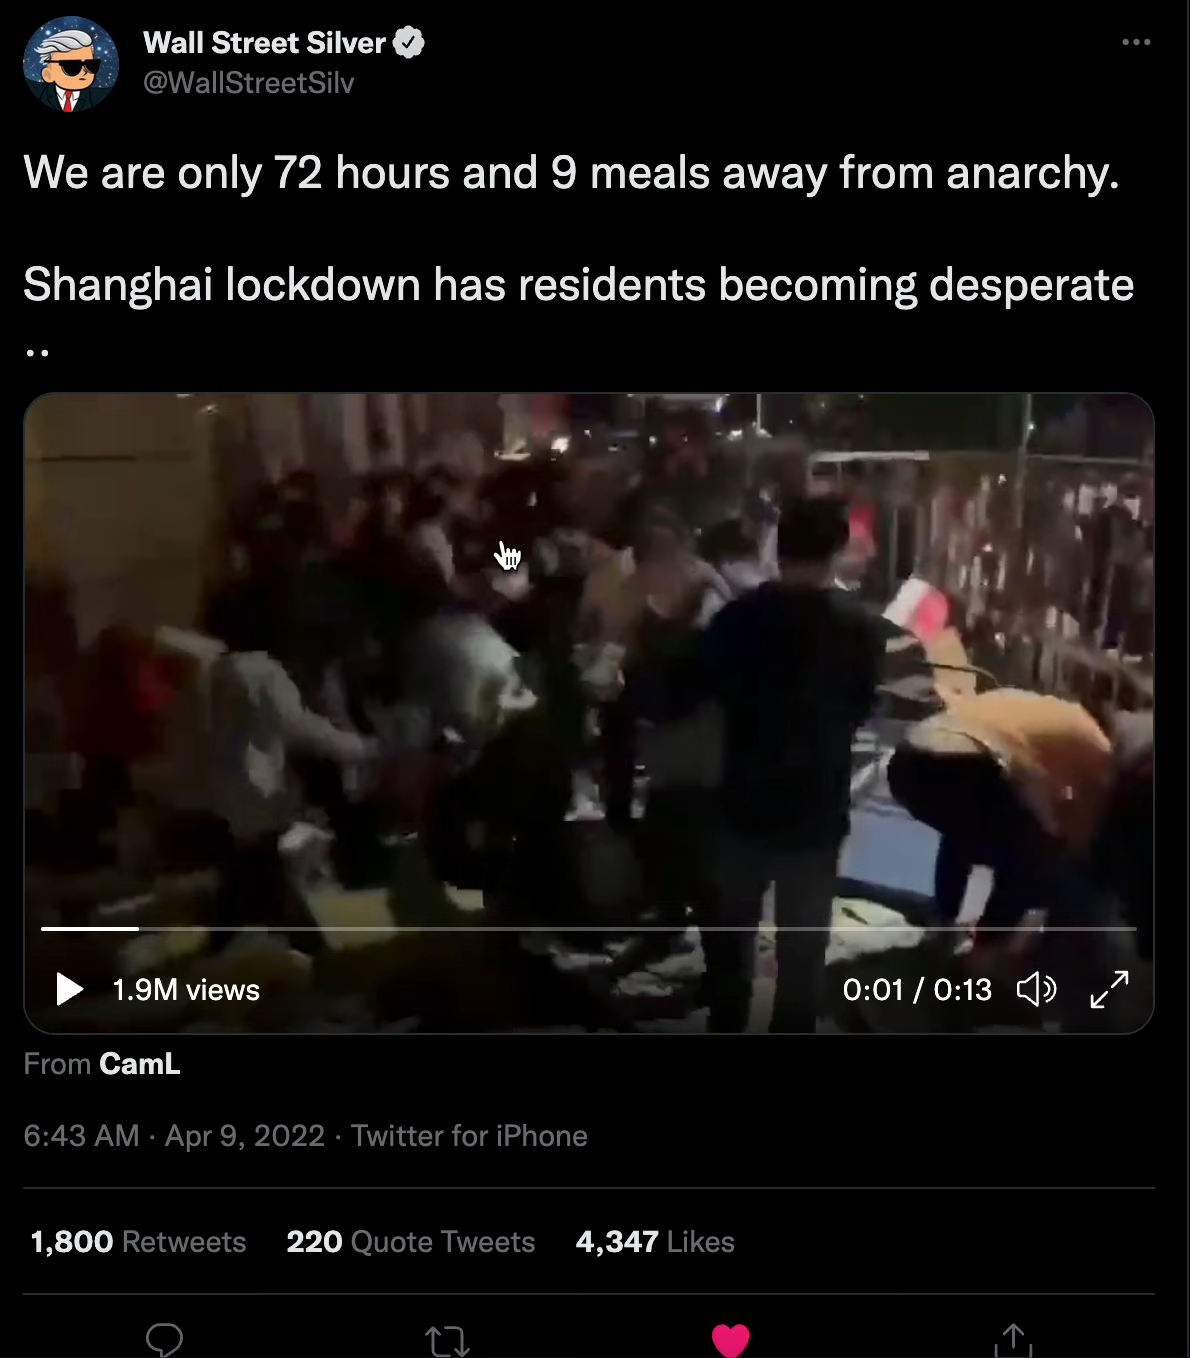 Wall Street Silver
@WallStreetSilv
We are only 72 hours and 9 meals away from anarchy.
Shanghai lockdown has residents becoming desperate
..
1.9M views
0:01 / 0:13
From CamL
6:43 AM · Apr 9, 2022 · Twitter for iPhone
1,800 Retweets 220 Quote Tweets 4,347 Likes